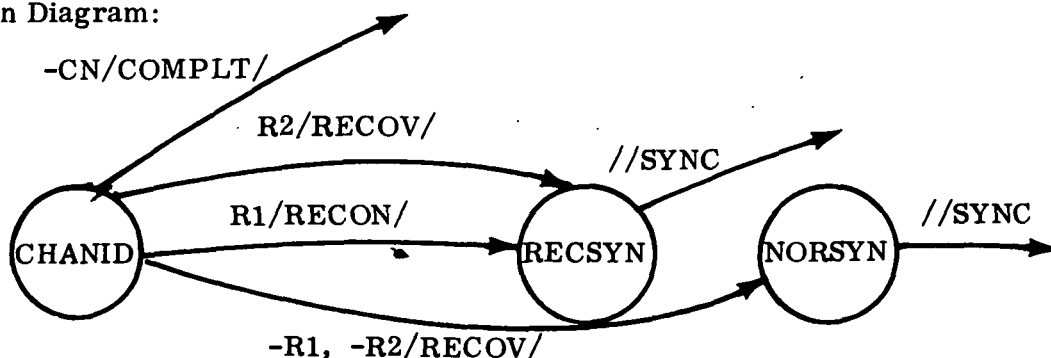 n Diagram:
-CN/COMPLT/
R2/RECOV/
//SYNC
R1/RECON/
//SYNC
CHANID
RECSYN
NORSYN
-R1, -R2/RECOV/